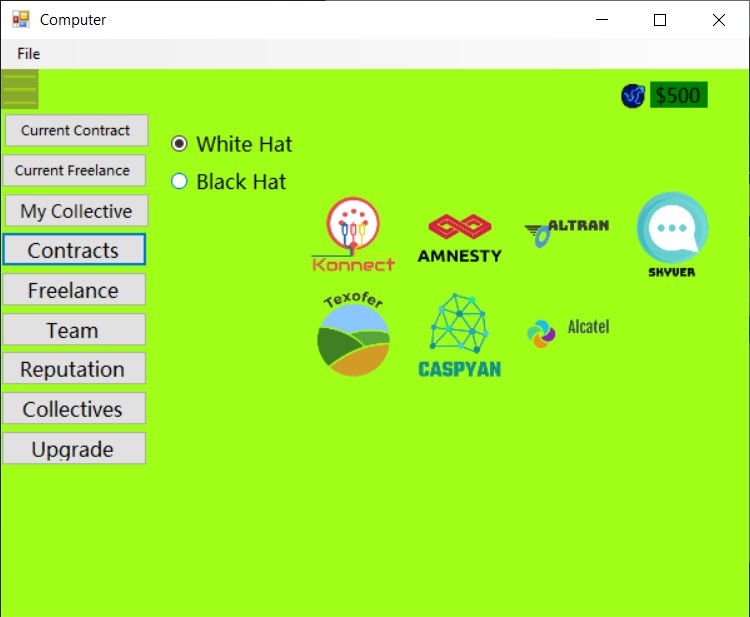 Computer
File
$500
Current Contract
Current Freelance
My Collective
Contracts
Freelance
Team
Reputation
Collectives
Upgrade
White Hat
Black Hat
Konnect
AMNESTY
ALTRAN
SKYVER
Texofer
CASPYAN
Alcatel